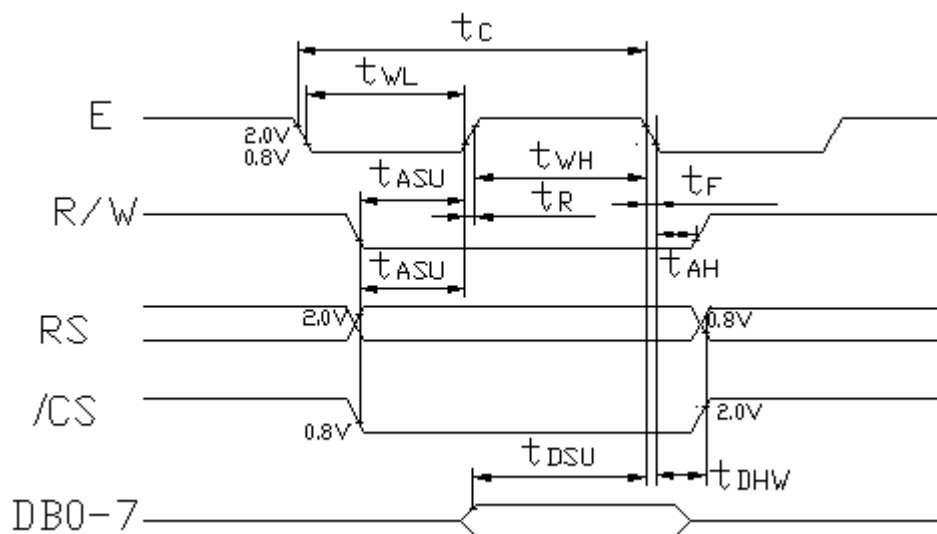 tC
tWL
E
2.0V
0.8V
tWH
tASU
tF
R/W
tR
tASU
tAH
RS
2.0V
0.8V
/CS
0.8V
2.0V
tDSU
tDHW
DB0-7